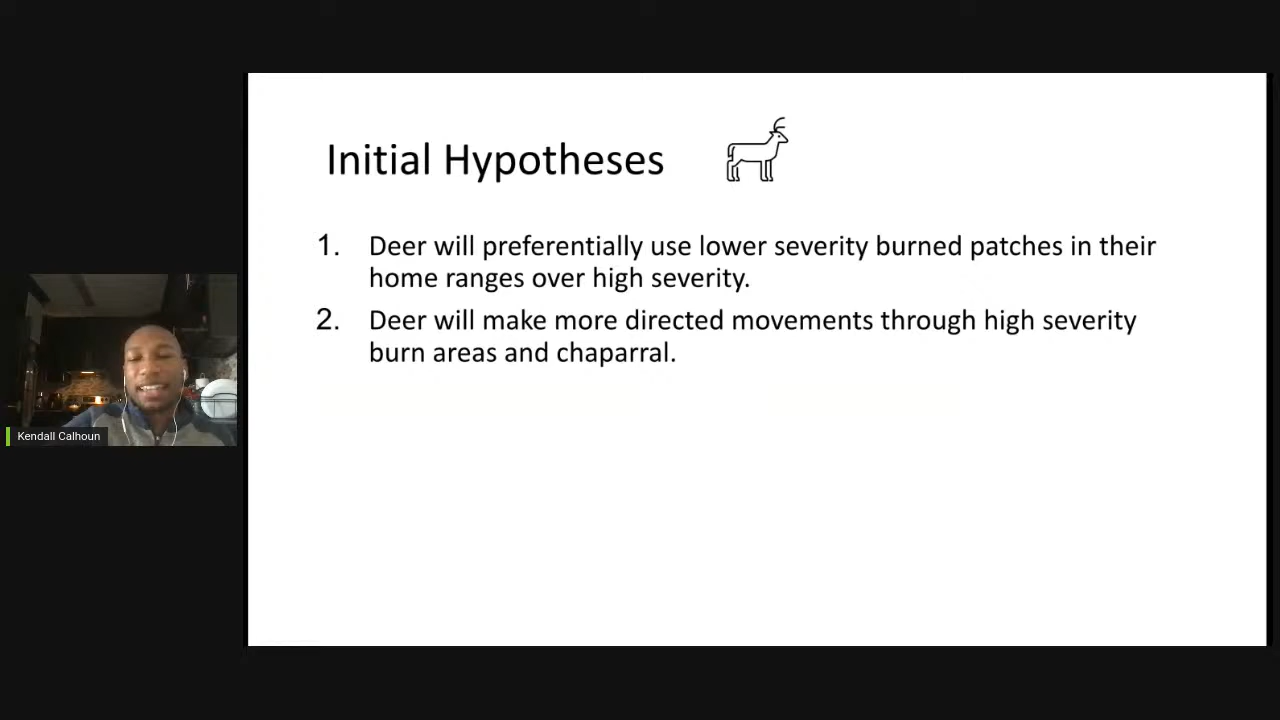 Initial Hypotheses
1. Deer will preferentially use lower severity burned patches in their
home ranges over high severity.
2. Deer will make more directed movements through high severity
burn areas and chaparral.
Kendall Calhoun